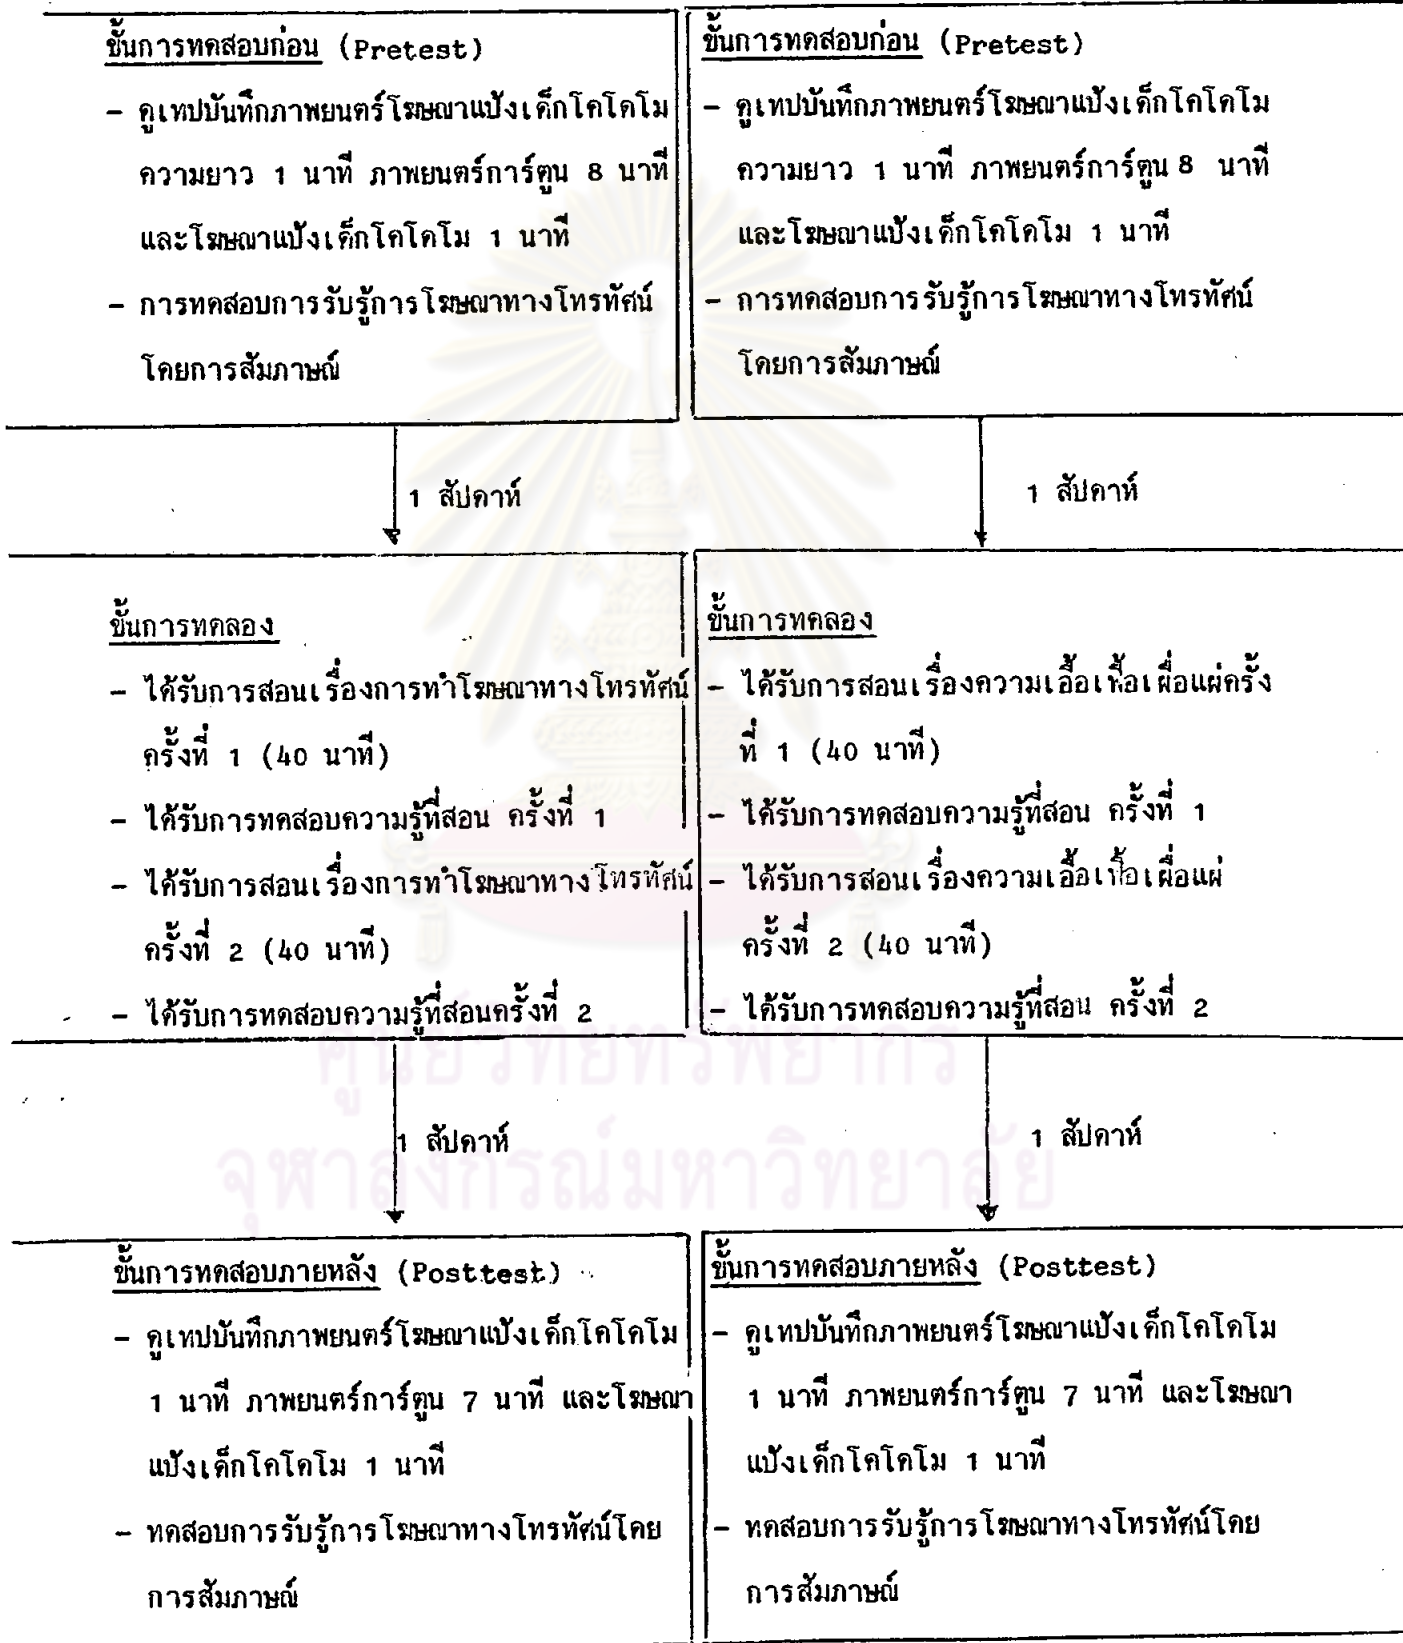 ขั้นการทดสอบก่อน (Pretest)
- ดูเทปบันทึกภาพยนตร์โฆษณาแป้งเด็กโคโดโม
ความยาว 1 นาที ภาพยนตร์การ์ตูน 8 นาที
และโฆษณาแป้งเด็กโคโดโม 1 นาที
- การทดสอบการรับรู้การโฆษณาทางโทรทัศน์
โดยการสัมภาษณ์
ขั้นการทดสอบก่อน (Pretest)
- ดูเทปบันทึกภาพยนตร์โฆษณาแป้งเด็กโคโดโม
ความยาว 1 นาที ภาพยนตร์การ์ตูน 8 นาที
และโฆษณาแป้งเด็กโคโดโม 1 นาที
- การทดสอบการรับรู้การโฆษณาทางโทรทัศน์
โดยการสัมภาษณ์
1 สัปดาห์
1 สัปดาห์
ขั้นการทดลอง
- ได้รับการสอนเรื่องการทำโฆษณาทางโทรทัศน์
ครั้งที่ 1 (40 นาที)
- ได้รับการทดสอบความรู้ที่สอน ครั้งที่ 1
- ได้รับการสอนเรื่องการทำโฆษณาทางโทรทัศน์
ครั้งที่ 2 (40 นาที)
- ได้รับการทดสอบความรู้ที่สอนครั้งที่ 2
ขั้นการทดลอง
- ได้รับการสอนเรื่องความเอื้อเฟื้อเผื่อแผ่ครั้ง
ที่ 1 (40 นาที)
- ได้รับการทดสอบความรู้ที่สอน ครั้งที่ 1
- ได้รับการสอนเรื่องความเอื้อเฟื้อเผื่อแผ่
ครั้งที่ 2 (40 นาที)
- ได้รับการทดสอบความรู้ที่สอน ครั้งที่ 2
ศูนย์วิทยทรัพยากร
จุฬาลงกรณ์มหาวิทยาลัย
1 สัปดาห์
1 สัปดาห์
ขั้นการทดสอบภายหลัง (Posttest)
- ดูเทปบันทึกภาพยนตร์โฆษณาแป้งเด็กโคโดโม
1 นาที ภาพยนตร์การ์ตูน 7 นาที และโฆษณา
แป้งเด็กโคโดโม 1 นาที
- ทดสอบการรับรู้การโฆษณาทางโทรทัศน์โดย
การสัมภาษณ์
ขั้นการทดสอบภายหลัง (Posttest)
- ดูเทปบันทึกภาพยนตร์โฆษณาแป้งเด็กโคโดโม
1 นาที ภาพยนตร์การ์ตูน 7 นาที และโฆษณา
แป้งเด็กโคโดโม 1 นาที
- ทดสอบการรับรู้การโฆษณาทางโทรทัศน์โดย
การสัมภาษณ์